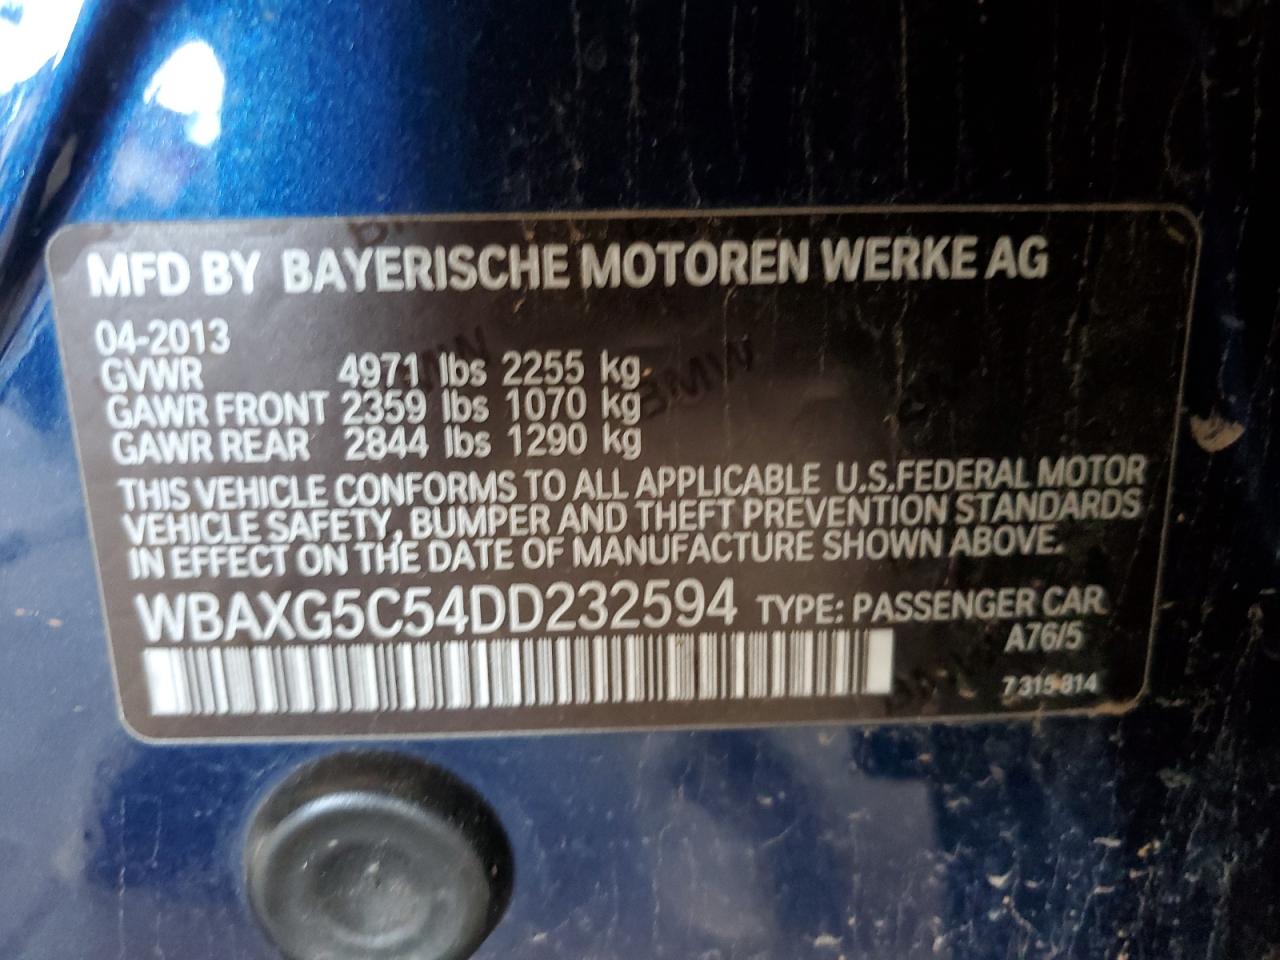 MFD BY BAYERISCHE MOTOREN WERKE AG
04-2013
GVWR 4971 lbs 2255 kg
GAWR FRONT 2359 lbs 1070 kg
GAWR REAR 2844 lbs 1290 kg
THIS VEHICLE CONFORMS TO ALL APPLICABLE U.S.FEDERAL MOTOR
VEHICLE SAFETY, BUMPER AND THEFT PREVENTION STANDARDS
IN EFFECT ON THE DATE OF MANUFACTURE SHOWN ABOVE.
WBAXG5C54DD232594 TYPE: PASSENGER CAR
A76/5
7 315 814
BMW